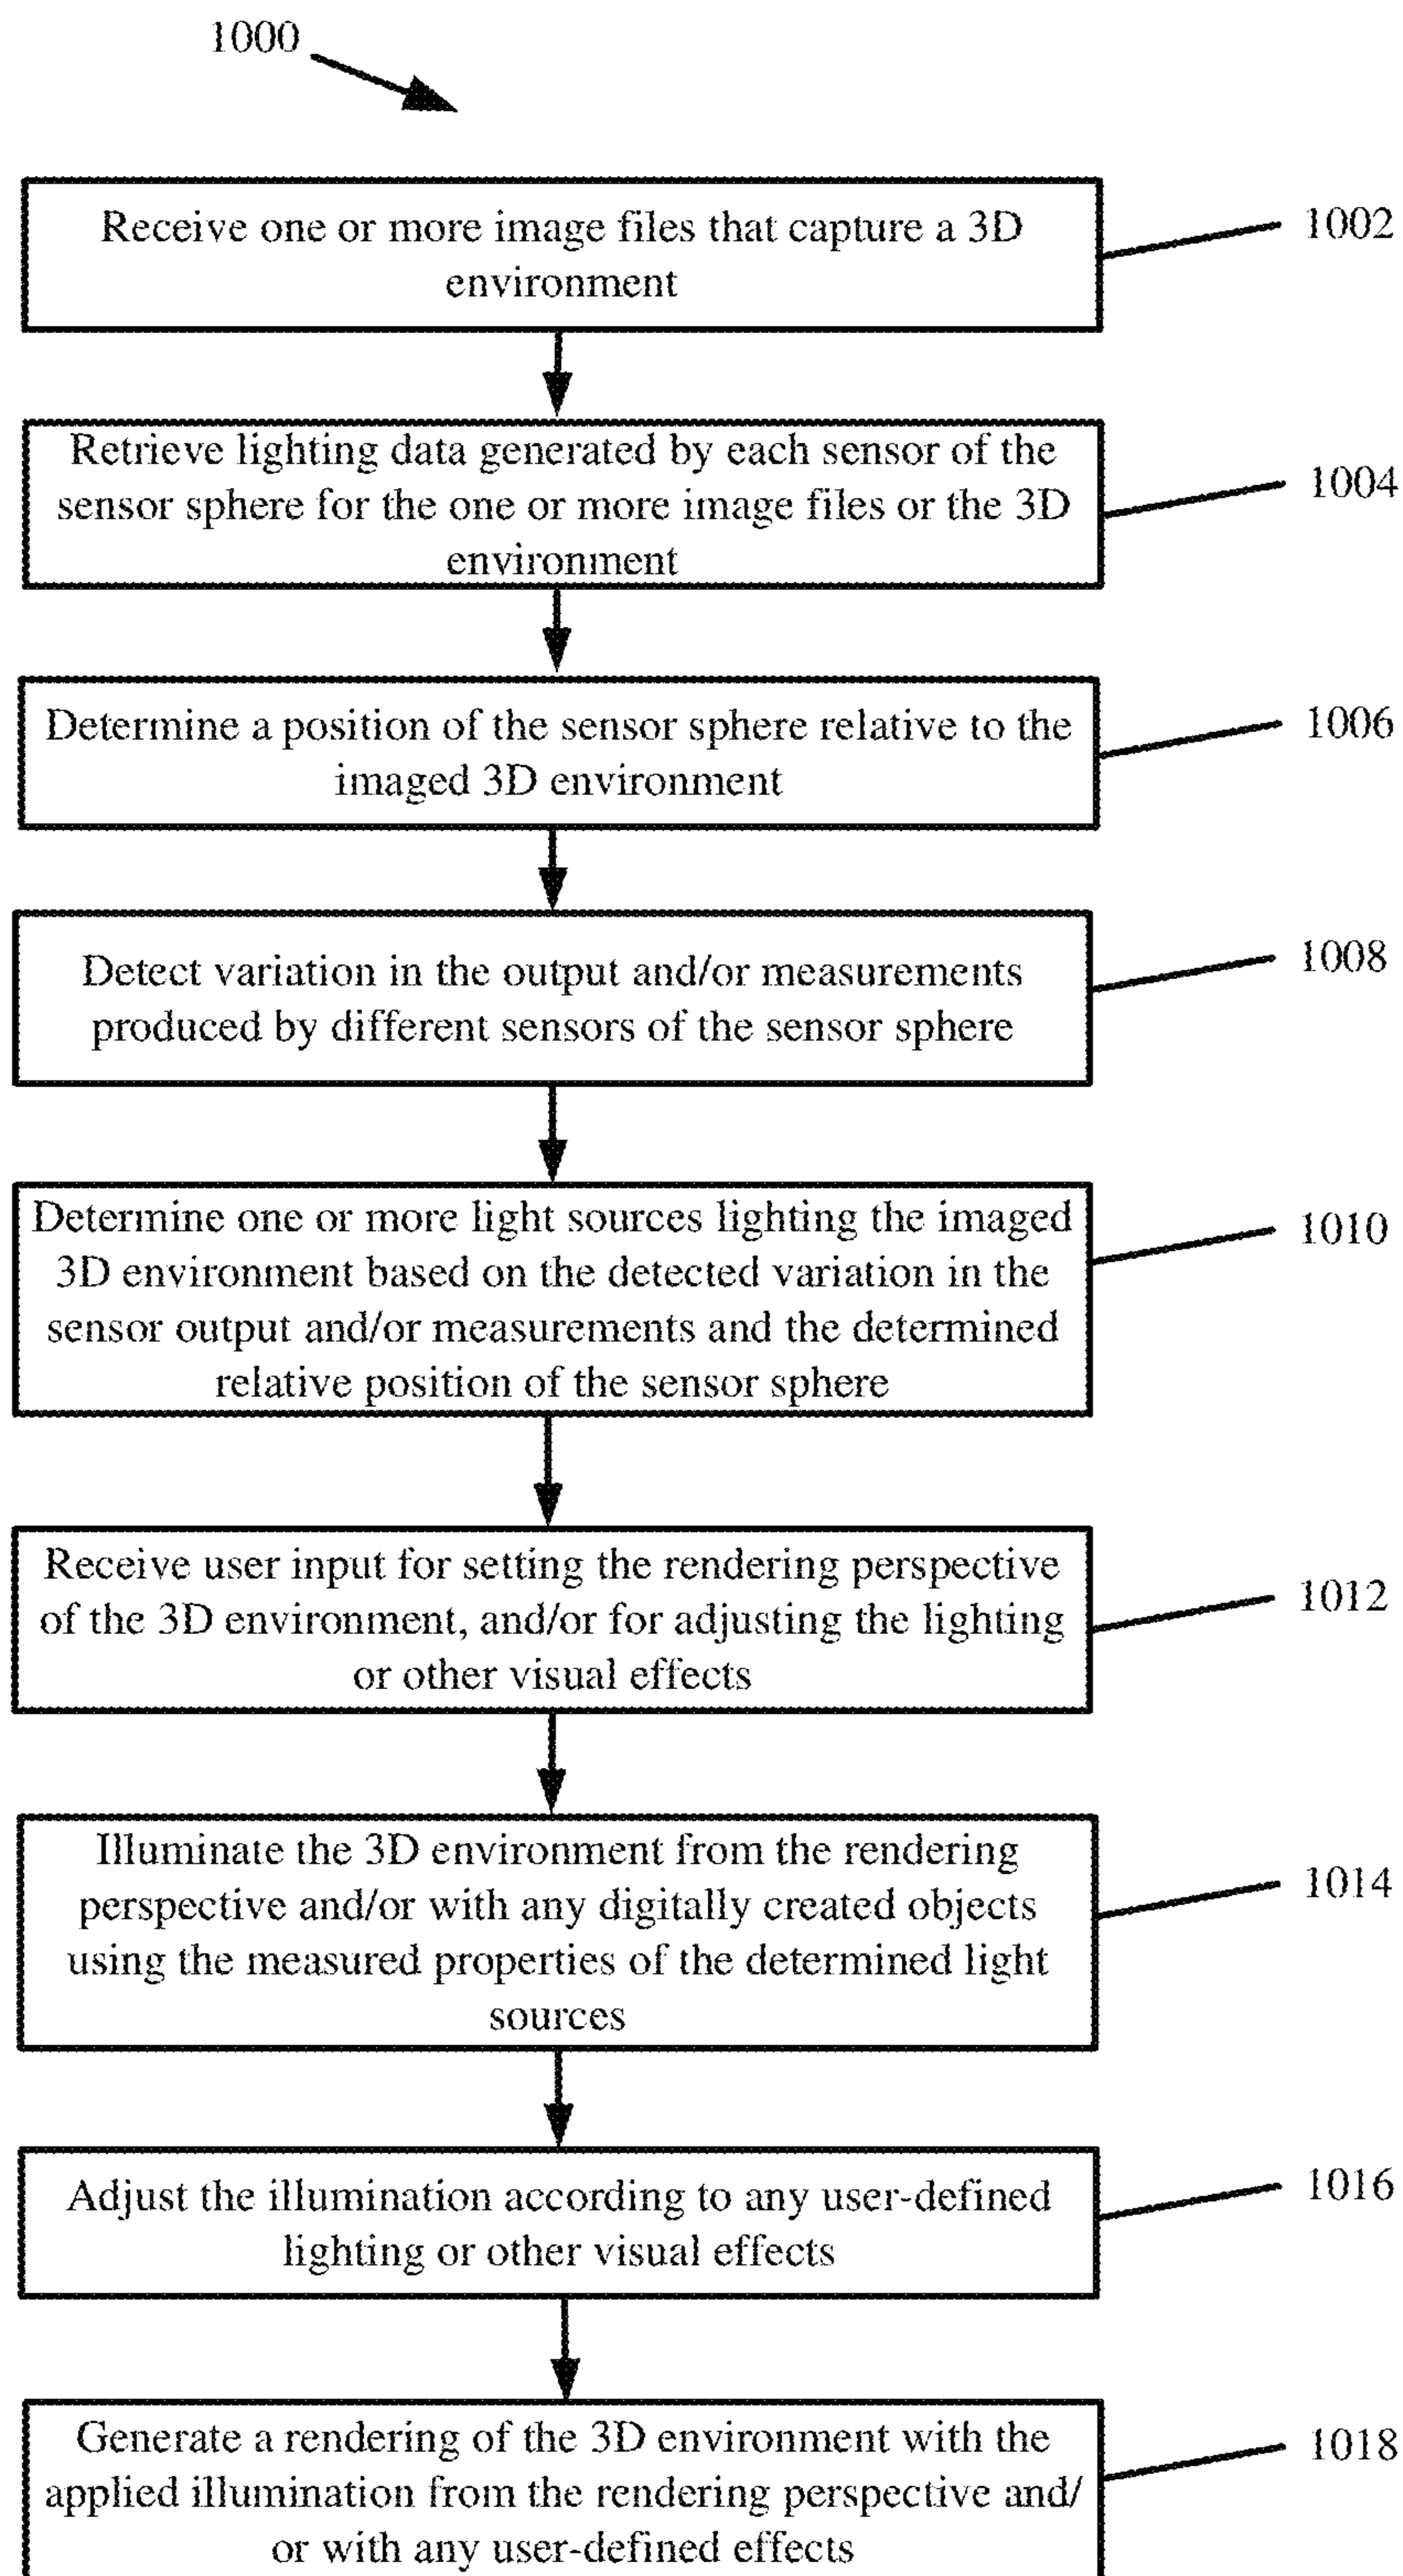 1000
Receive one or more image files that capture a 3D
environment
1002
Retrieve lighting data generated by each sensor of the
sensor sphere for the one or more image files or the 3D
environment
1004
Determine a position of the sensor sphere relative to the
imaged 3D environment
1006
Detect variation in the output and/or measurements
produced by different sensors of the sensor sphere
1008
Determine one or more light sources lighting the imaged
3D environment based on the detected variation in the
sensor output and/or measurements and the determined
relative position of the sensor sphere
1010
Receive user input for setting the rendering perspective
of the 3D environment, and/or for adjusting the lighting
or other visual effects
1012
Illuminate the 3D environment from the rendering
perspective and/or with any digitally created objects
using the measured properties of the determined light
sources
1014
Adjust the illumination according to any user-defined
lighting or other visual effects
1016
Generate a rendering of the 3D environment with the
applied illumination from the rendering perspective and/
or with any user-defined effects
1018